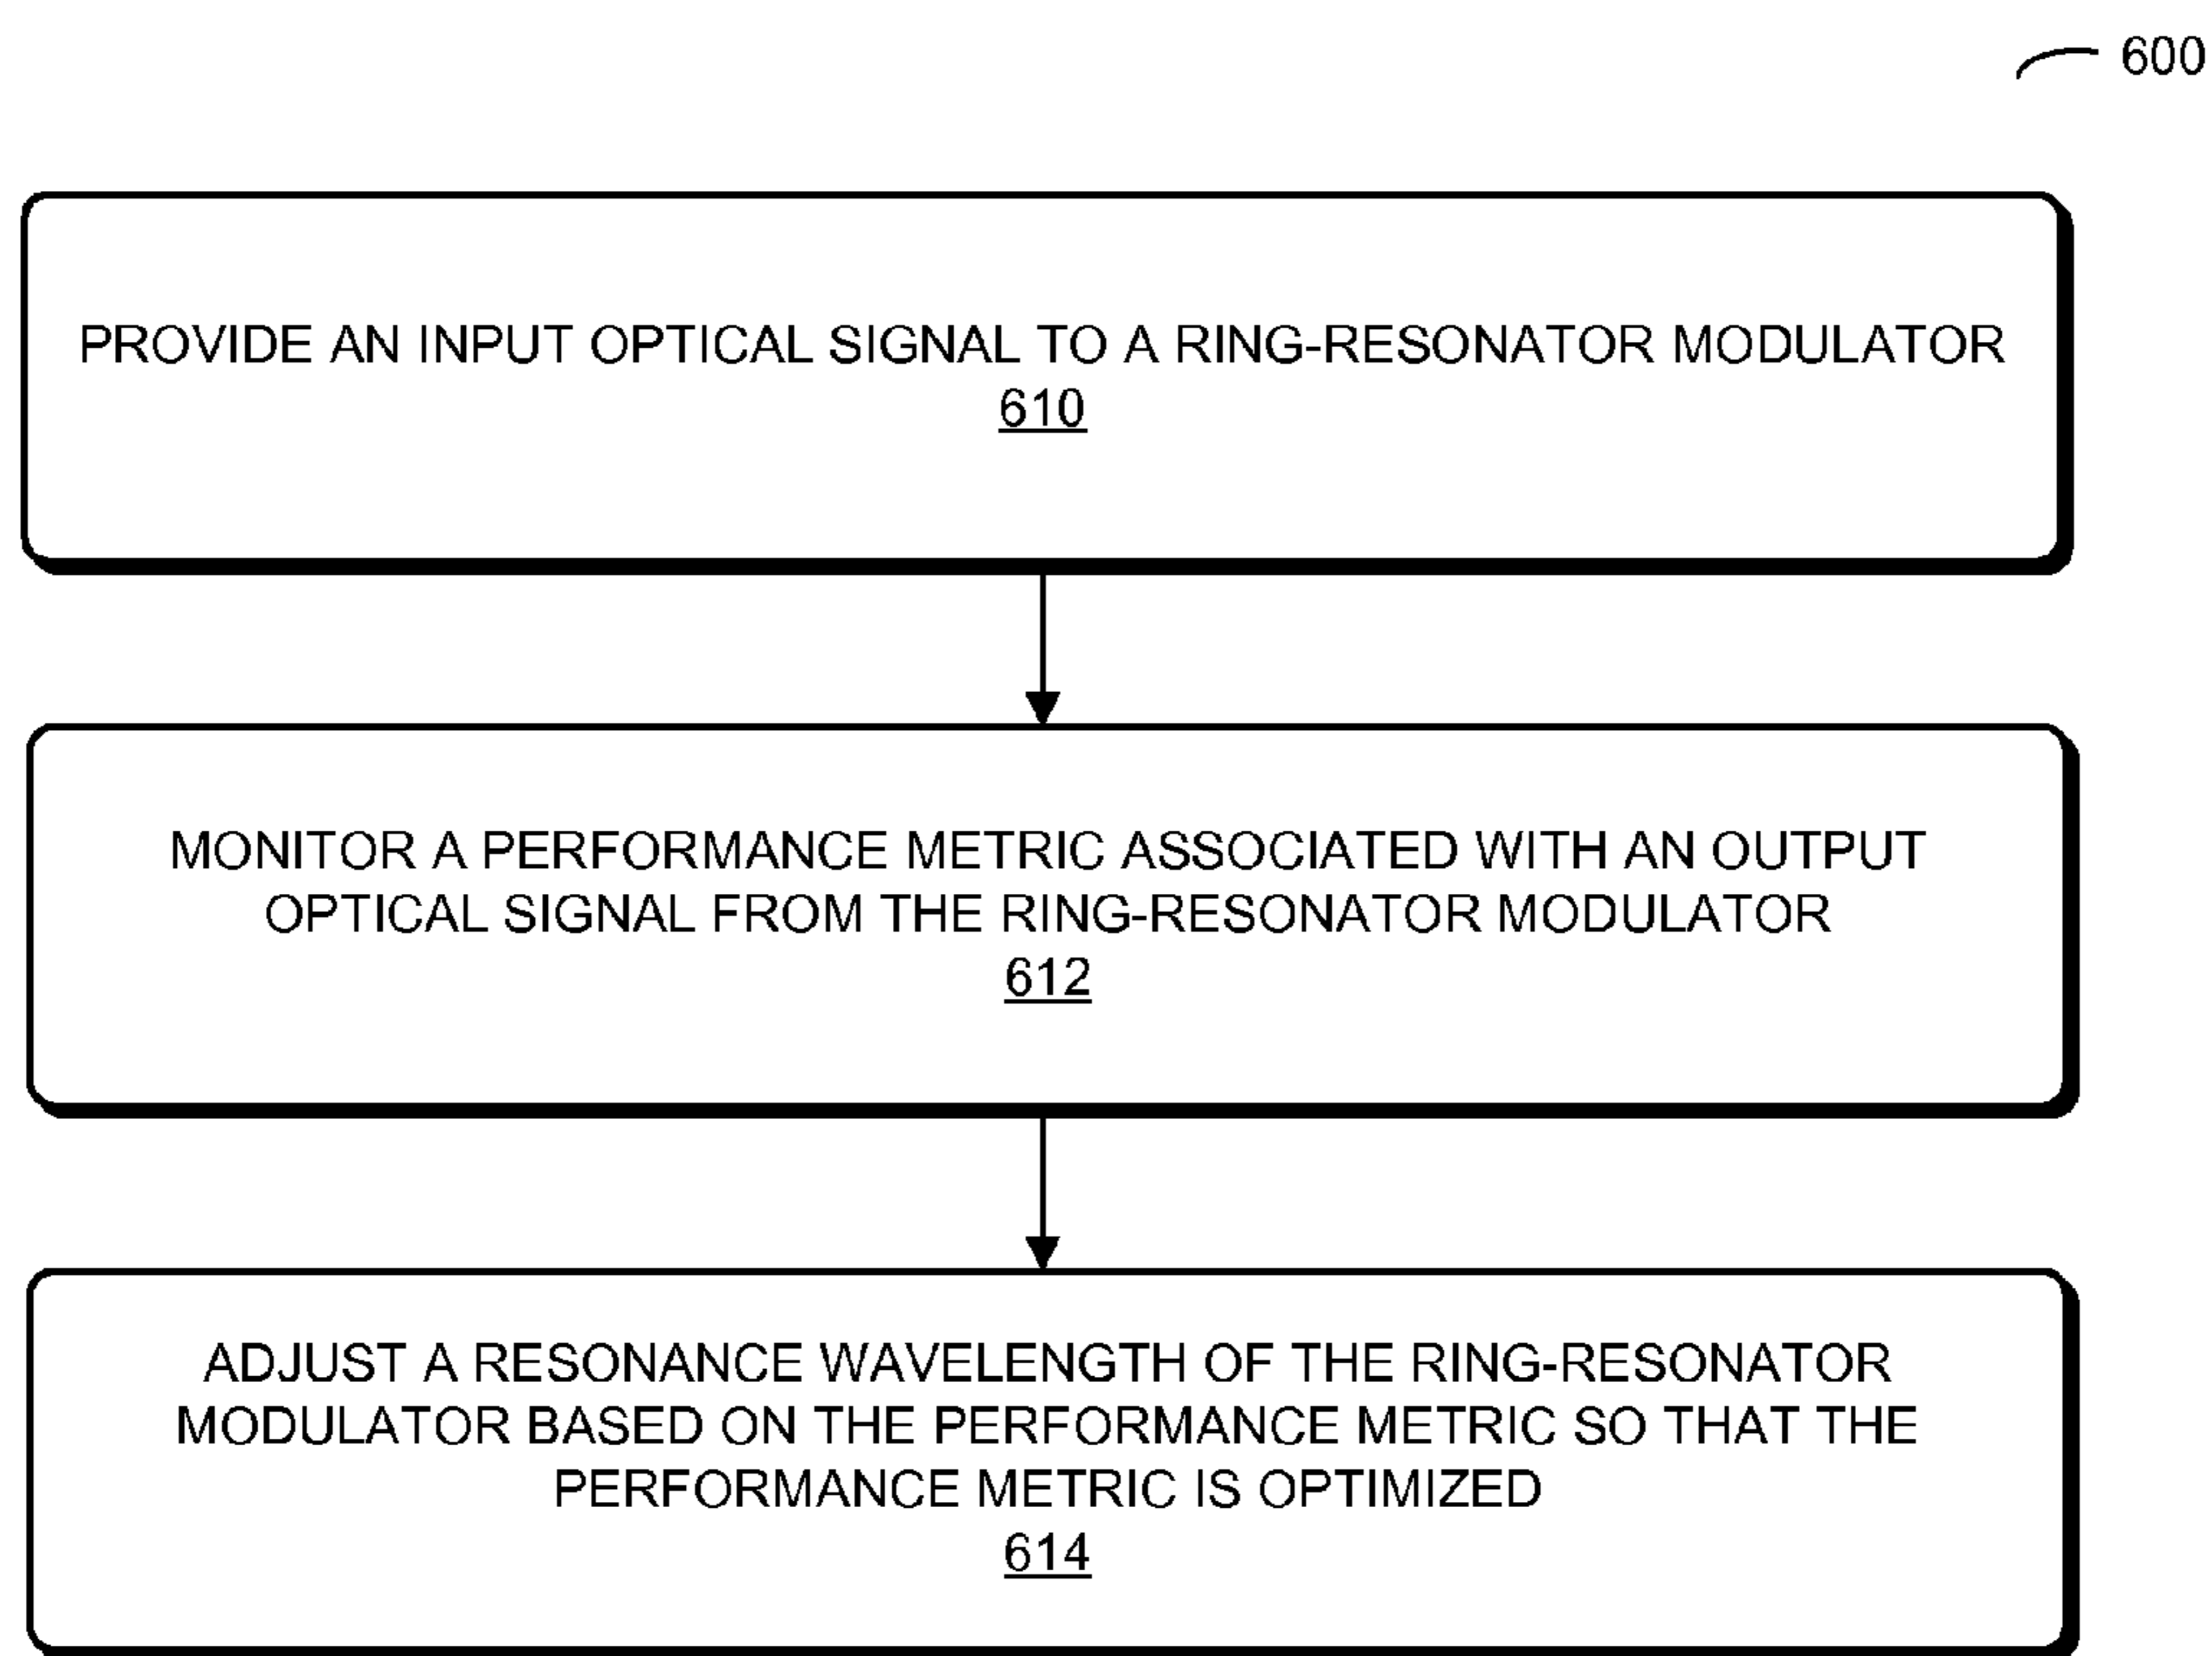 600
PROVIDE AN INPUT OPTICAL SIGNAL TO A RING-RESONATOR MODULATOR
610
MONITOR A PERFORMANCE METRIC ASSOCIATED WITH AN OUTPUT
OPTICAL SIGNAL FROM THE RING-RESONATOR MODULATOR
612
ADJUST A RESONANCE WAVELENGTH OF THE RING-RESONATOR
MODULATOR BASED ON THE PERFORMANCE METRIC SO THAT THE
PERFORMANCE METRIC IS OPTIMIZED
614